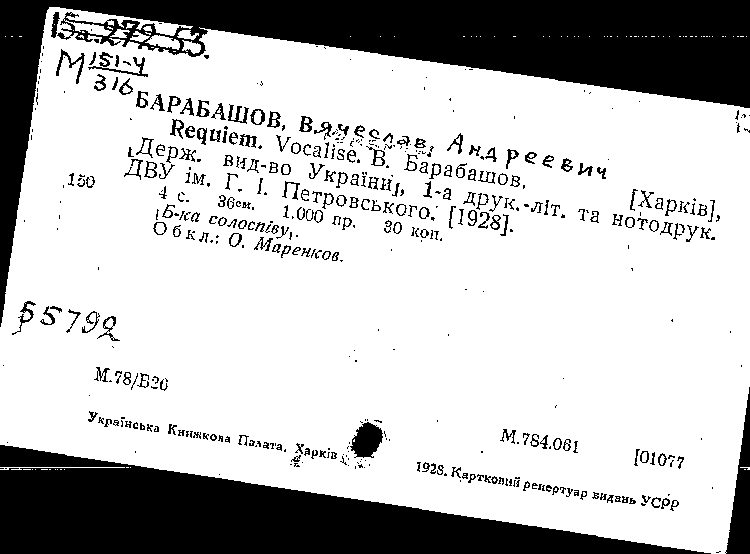 15а.272.53.
М 151-4
316
БАРАБАШОВ, Вячеслав Андреевич
Requiem. Vocalise. В. Барабашов. [Харків],
Держ. вид-во України, 1-а друк.-літ. та нотодрук.
ДВУ ім. Г. І. Петровського. [1928].
150 4 с. 36см. 1.000 пр. 30 коп.
Б-ка солоспіву.
Обкл.: О. Маренков.
55792
М.78/Б26
М.784.061 [01077
Українська Книжкова Палата. Харків
1928. Картковий репертуар видань УСРР